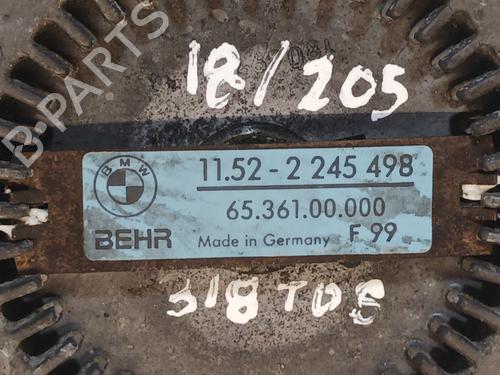 18/205
BMW
11.52 - 2 245 498
65.361.00.000
BEHR Made in Germany F 99
318 TDS
B-PARTS